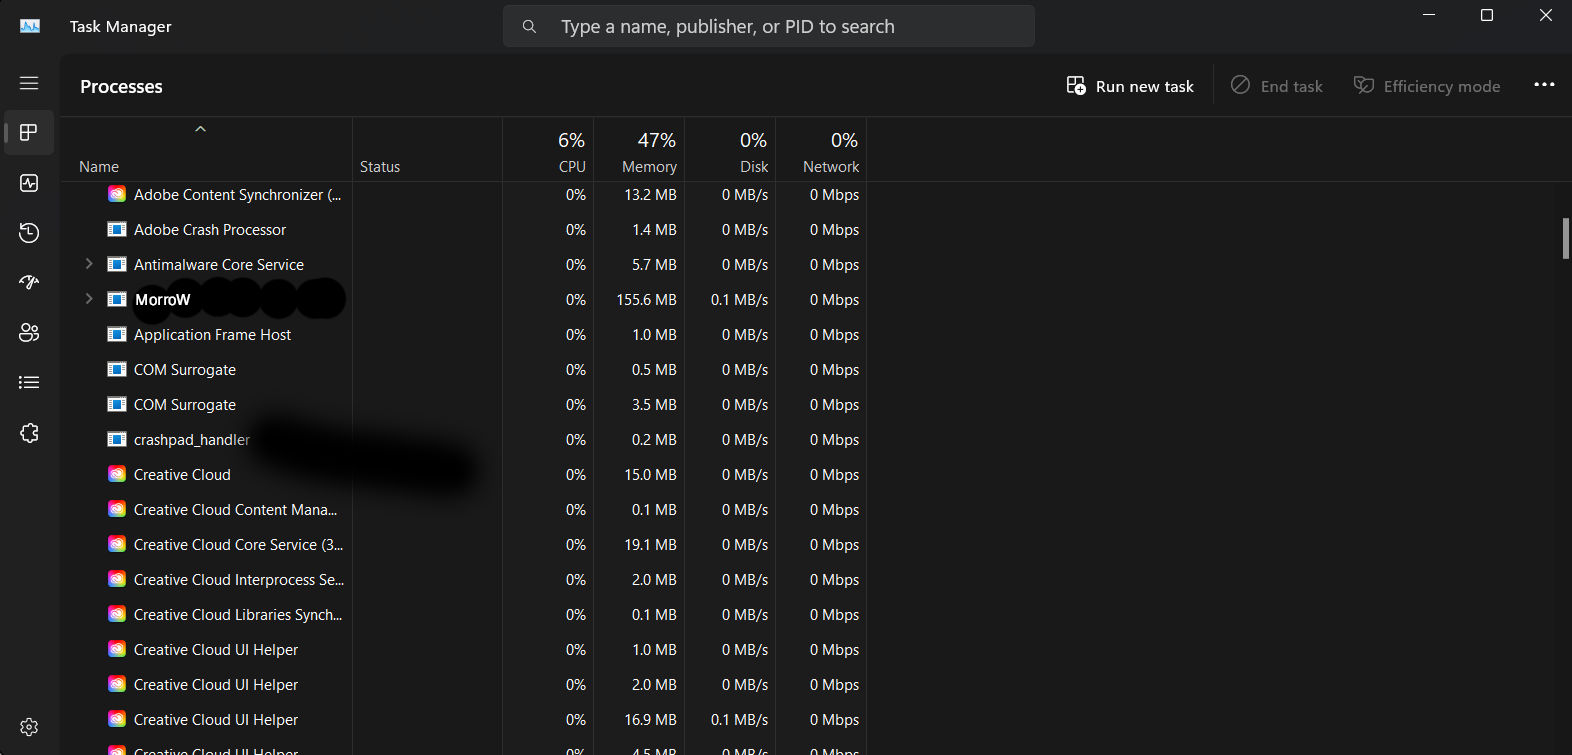 Task Manager
Type a name, publisher, or PID to search
Processes
Run new task
End task
Efficiency mode
6% 47% 0% 0%
Name Status CPU Memory Disk Network
Adobe Content Synchronizer (... 0% 13.2 MB 0 MB/s 0 Mbps
Adobe Crash Processor 0% 1.4 MB 0 MB/s 0 Mbps
Antimalware Core Service 0% 5.7 MB 0 MB/s 0 Mbps
MorroW 0% 155.6 MB 0.1 MB/s 0 Mbps
Application Frame Host 0% 1.0 MB 0 MB/s 0 Mbps
COM Surrogate 0% 0.5 MB 0 MB/s 0 Mbps
COM Surrogate 0% 3.5 MB 0 MB/s 0 Mbps
crashpad_handler 0% 0.2 MB 0 MB/s 0 Mbps
Creative Cloud 0% 15.0 MB 0 MB/s 0 Mbps
Creative Cloud Content Mana... 0% 0.1 MB 0 MB/s 0 Mbps
Creative Cloud Core Service (3... 0% 19.1 MB 0 MB/s 0 Mbps
Creative Cloud Interprocess Se... 0% 2.0 MB 0 MB/s 0 Mbps
Creative Cloud Libraries Synch... 0% 0.1 MB 0 MB/s 0 Mbps
Creative Cloud UI Helper 0% 1.0 MB 0 MB/s 0 Mbps
Creative Cloud UI Helper 0% 2.0 MB 0 MB/s 0 Mbps
Creative Cloud UI Helper 0% 16.9 MB 0.1 MB/s 0 Mbps
Creative Cloud UI Helper 0% 4.5 MB 0 MB/s 0 Mbps